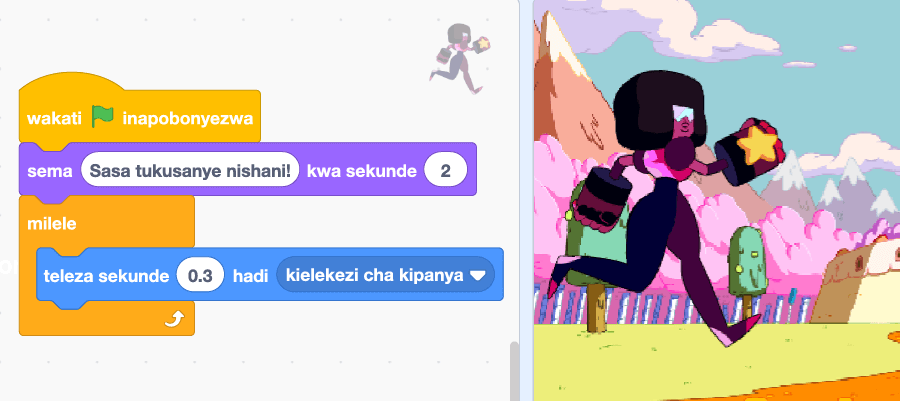 wakati inapobonyezwa
sema Sasa tukusanye nishani! kwa sekunde 2
milele
teleza sekunde 0.3 hadi kielekezi cha kipanya